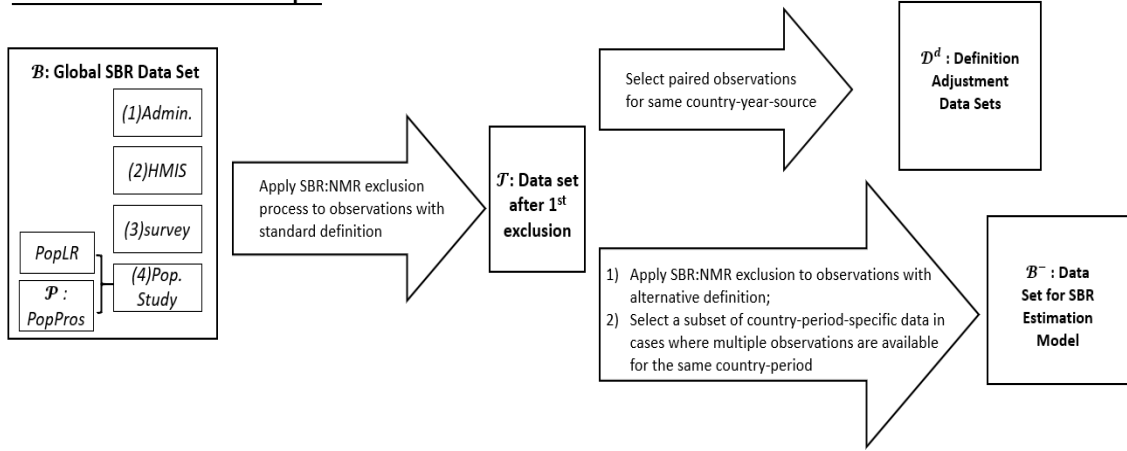 𝓑: Global SBR Data Set
(1)Admin.
(2)HMIS
(3)survey
PopLR
(4)Pop.
Study
𝓟 :
PopPros
Apply SBR:NMR exclusion
process to observations with
standard definition
𝒯: Data set
after 1st
exclusion
Select paired observations
for same country-year-source
𝓓ᵈ : Definition
Adjustment
Data Sets
1) Apply SBR:NMR exclusion to observations with
alternative definition;
2) Select a subset of country-period-specific data in
cases where multiple observations are available
for the same country-period
𝓑⁻ : Data
Set for SBR
Estimation
Model